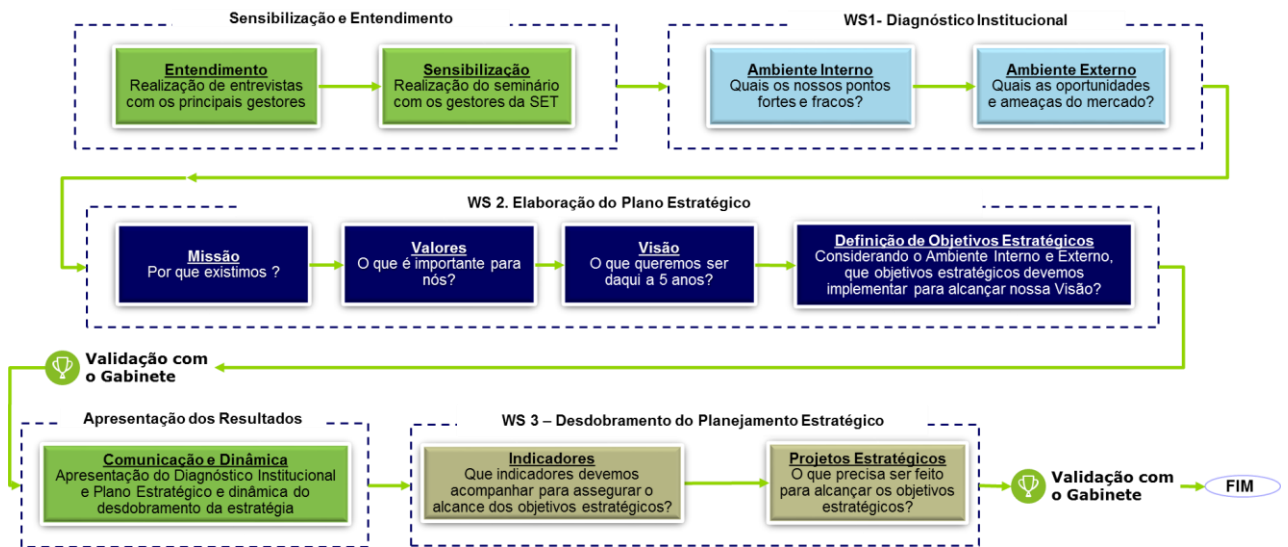 Sensibilização e Entendimento
Entendimento
Realização de entrevistas
com os principais gestores
Sensibilização
Realização do seminário
com os gestores da SET
WS1- Diagnóstico Institucional
Ambiente Interno
Quais os nossos pontos
fortes e fracos?
Ambiente Externo
Quais as oportunidades
e ameaças do mercado?
WS 2. Elaboração do Plano Estratégico
Missão
Por que existimos ?
Valores
O que é importante para
nós?
Visão
O que queremos ser
daqui a 5 anos?
Definição de Objetivos Estratégicos
Considerando o Ambiente Interno e Externo,
que objetivos estratégicos devemos
implementar para alcançar nossa Visão?
Validação com
o Gabinete
Apresentação dos Resultados
Comunicação e Dinâmica
Apresentação do Diagnóstico Institucional
e Plano Estratégico e dinâmica do
desdobramento da estratégia
WS 3 – Desdobramento do Planejamento Estratégico
Indicadores
Que indicadores devemos
acompanhar para assegurar o
alcance dos objetivos estratégicos?
Projetos Estratégicos
O que precisa ser feito
para alcançar os objetivos
estratégicos?
Validação com
o Gabinete
FIM